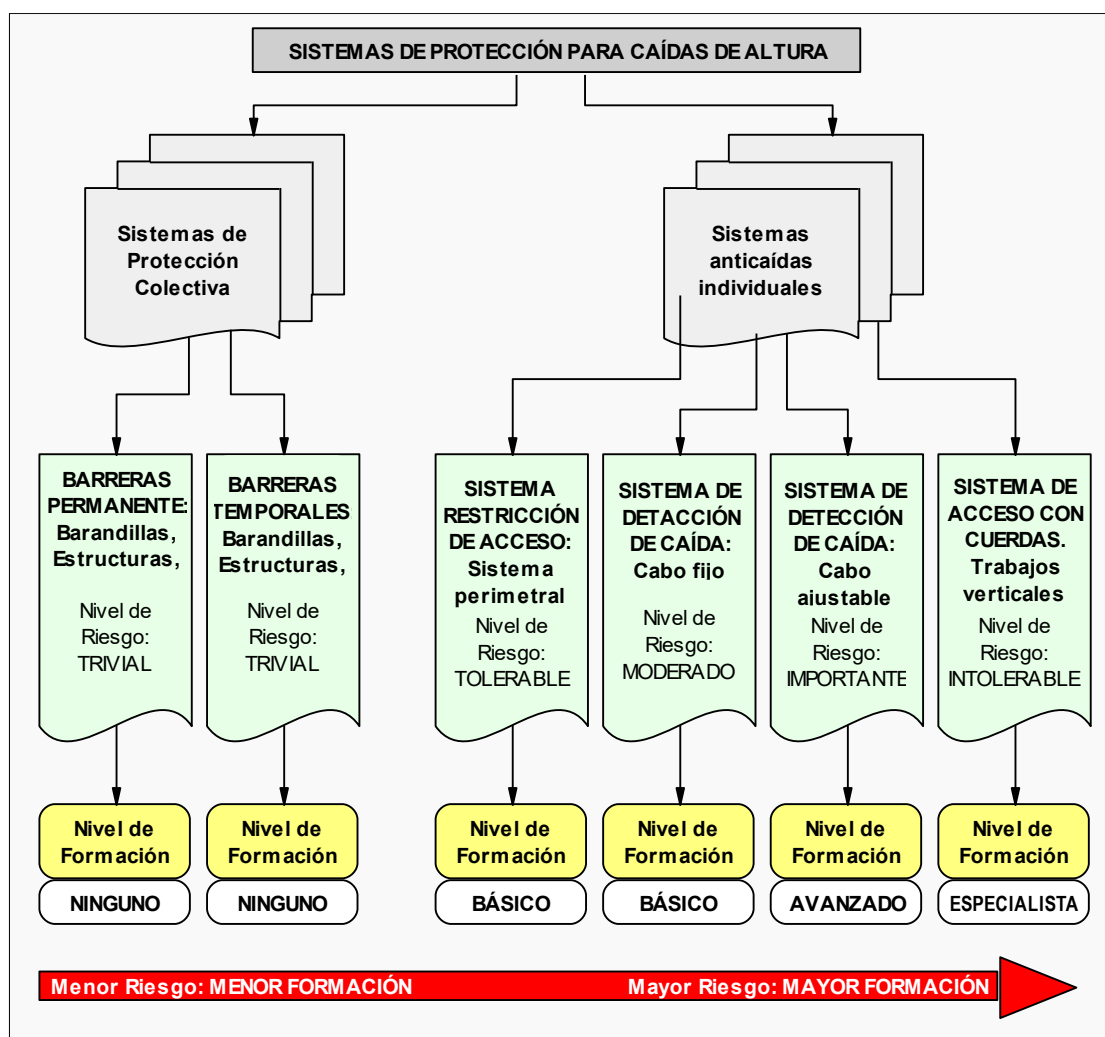 SISTEMAS DE PROTECCIÓN PARA CAÍDAS DE ALTURA
Sistemas de
Protección
Colectiva
Sistemas
anticaídas
individuales
BARRERAS
PERMANENTE:
Barandillas,
Estructuras,
Nivel de
Riesgo:
TRIVIAL
BARRERAS
TEMPORALES
Barandillas,
Estructuras,
Nivel de
Riesgo:
TRIVIAL
SISTEMA
RESTRICCIÓN
DE ACCESO:
Sistema
perimetral
Nivel de
Riesgo:
TOLERABLE
SISTEMA DE
DETACCIÓN
DE CAÍDA:
Cabo fijo
Nivel de
Riesgo:
MODERADO
SISTEMA DE
DETECCIÓN
DE CAÍDA:
Cabo
ajustable
Nivel de
Riesgo:
IMPORTANTE
SISTEMA DE
ACCESO CON
CUERDAS.
Trabajos
verticales
Nivel de
Riesgo:
INTOLERABLE
Nivel de
Formación
NINGUNO
Nivel de
Formación
NINGUNO
Nivel de
Formación
BÁSICO
Nivel de
Formación
BÁSICO
Nivel de
Formación
AVANZADO
Nivel de
Formación
ESPECIALISTA
Menor Riesgo: MENOR FORMACIÓN
Mayor Riesgo: MAYOR FORMACIÓN